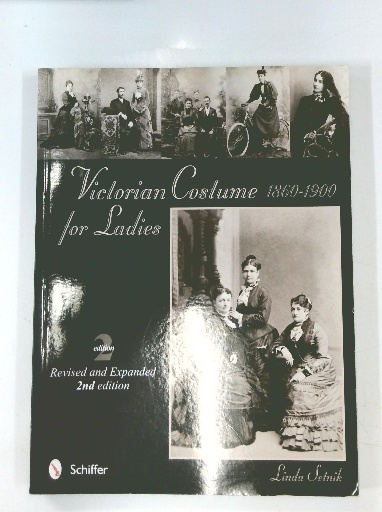 Victorian Costume 1860-1900
for Ladies
2
edition
Revised and Expanded
2nd edition
Schiffer
Linda Setnik